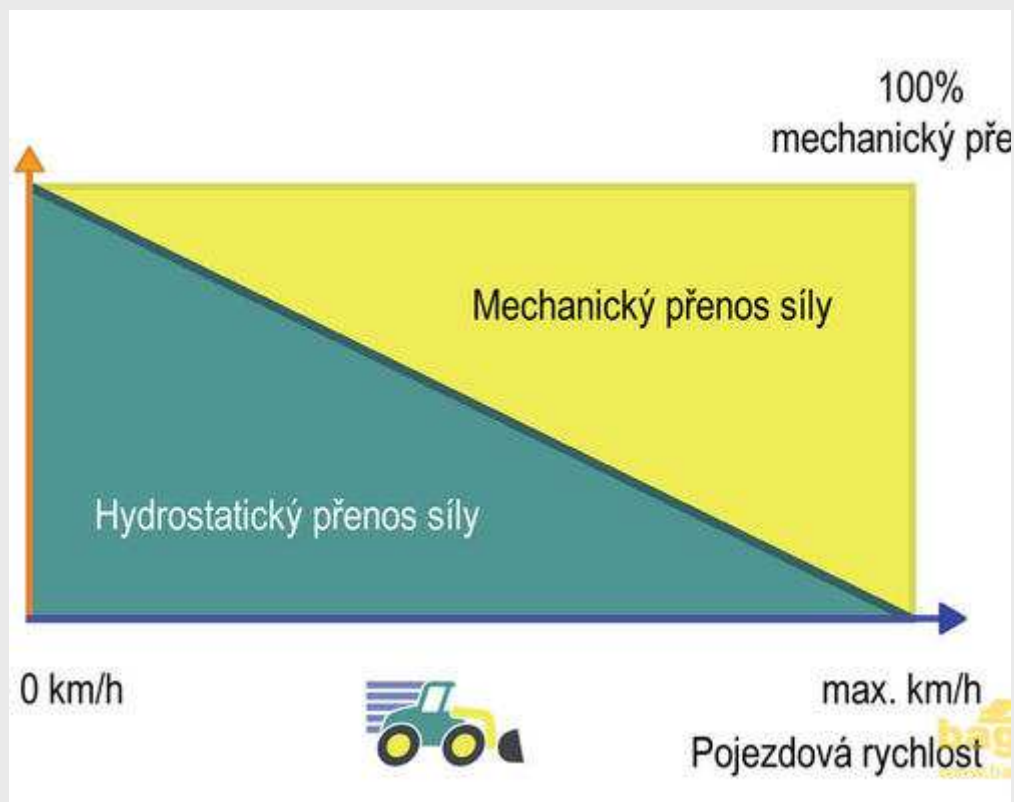 100%
mechanický pře
Mechanický přenos síly
Hydrostatický přenos síly
0 km/h
max. km/h
Pojezdová rychlost